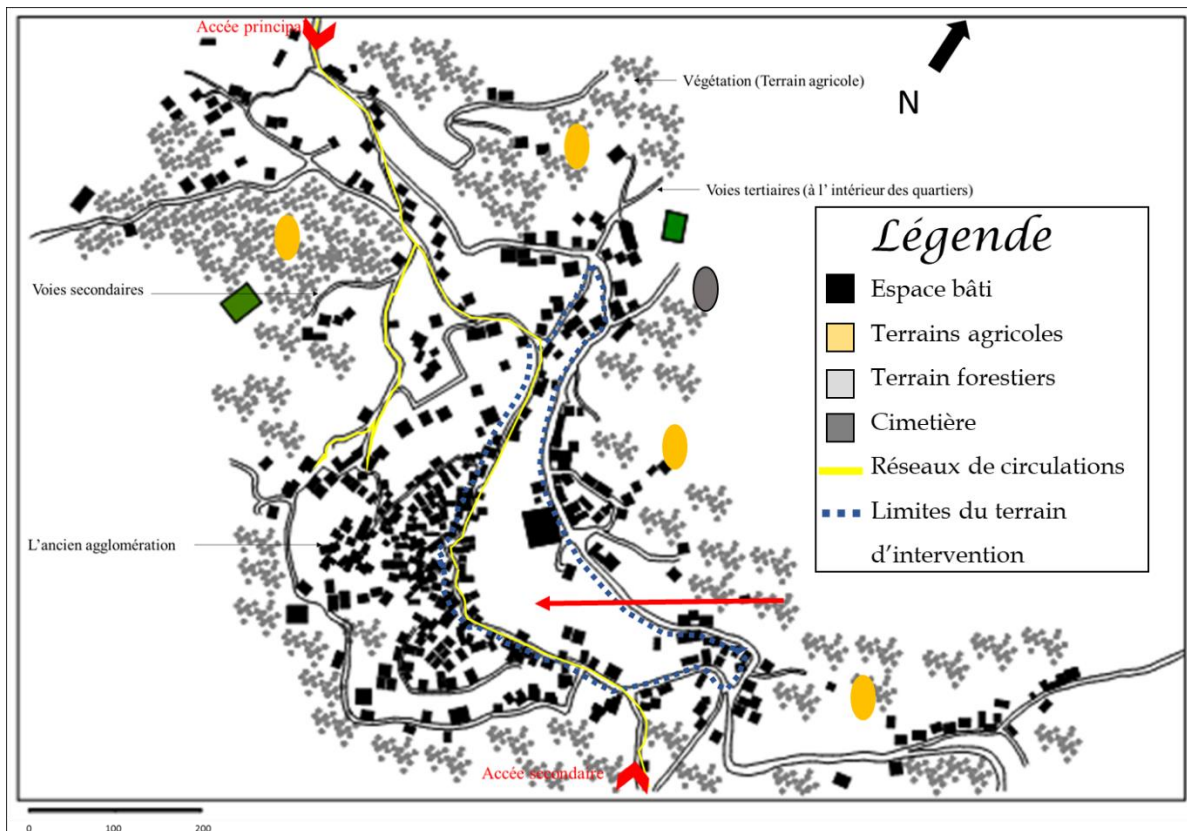 Accée principa
N
Végétation (Terrain agricole)
Voies tertiaires (à l' intérieur des quartiers)
Légende
Espace bâti
Terrains agricoles
Terrain forestiers
Cimetière
Réseaux de circulations
Limites du terrain
d'intervention
Voies secondaires
L'ancien agglomération
Accée secondaire
0 100 200